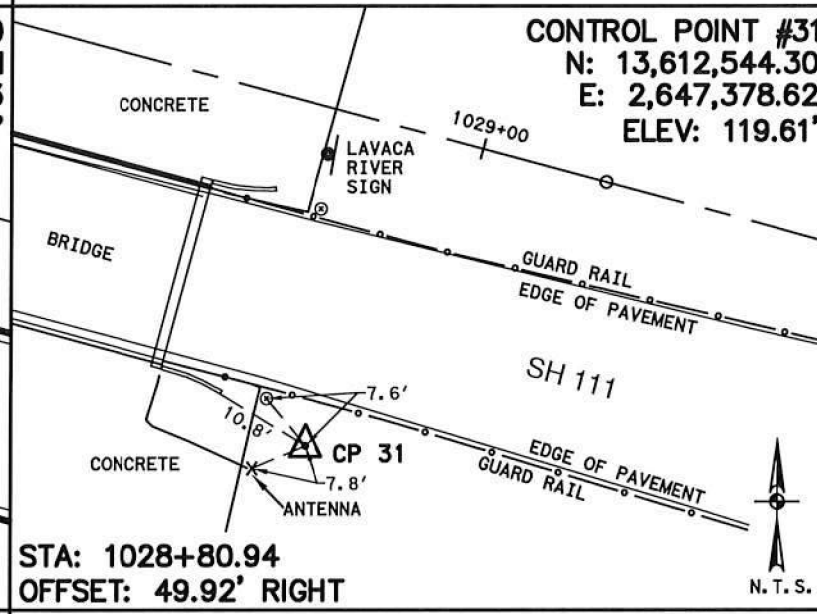 CONTROL POINT #31
N: 13,612,544.30
E: 2,647,378.62
ELEV: 119.61'
CONCRETE
1029+00
LAVACA
RIVER
SIGN
BRIDGE
GUARD RAIL
EDGE OF PAVEMENT
SH 111
7.6'
10.8'
CP 31
EDGE OF PAVEMENT
GUARD RAIL
CONCRETE
7.8'
ANTENNA
STA: 1028+80.94
OFFSET: 49.92' RIGHT
N.T.S.